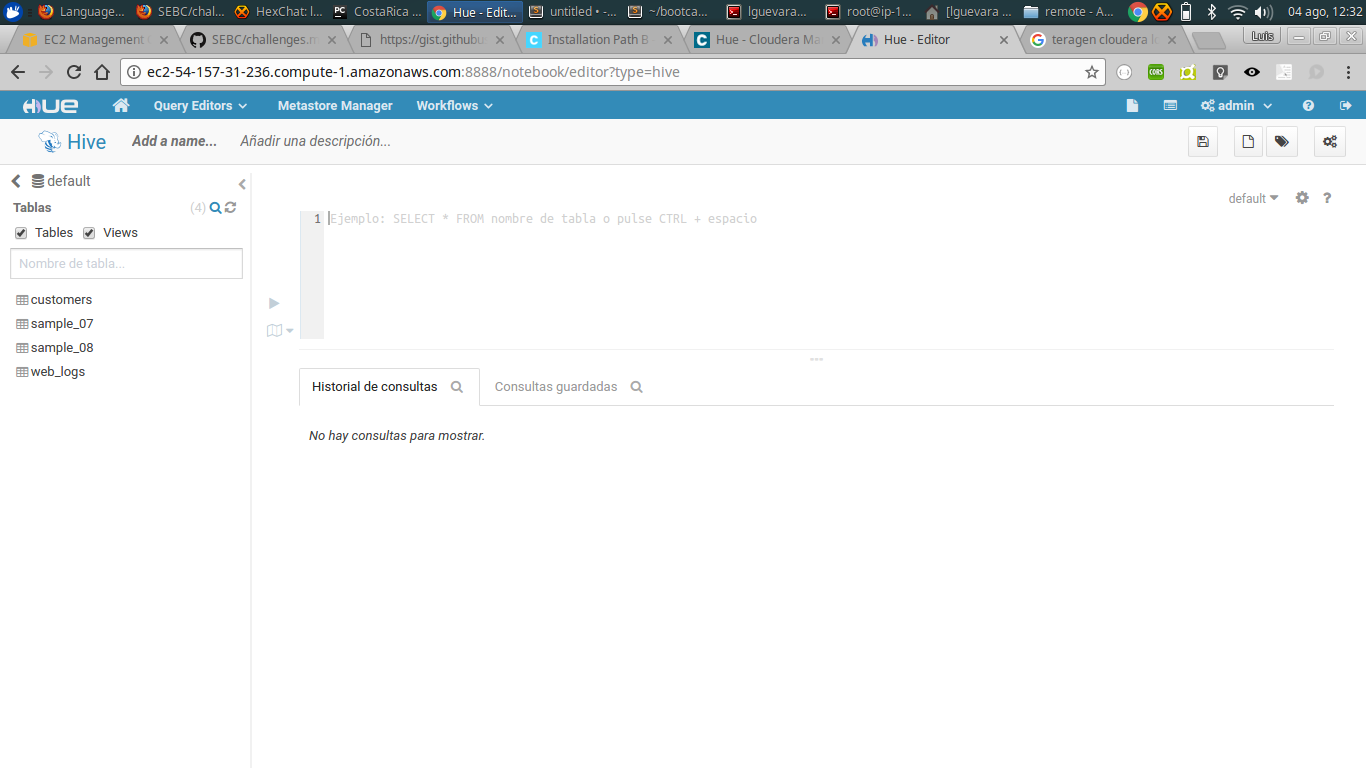 Language... SEBC/chal... HexChat: l... CostaRica ... Hue - Edit... untitled • -... ~/bootca... lguevara... root@ip-1... [lguevara ... remote - A... 04 ago, 12:32
EC2 Management SEBC/challenges.m https://gist.githubus Installation Path B Hue - Cloudera Ma Hue - Editor teragen cloudera Luis
ec2-54-157-31-236.compute-1.amazonaws.com:8888/notebook/editor?type=hive
HUE Query Editors Metastore Manager Workflows admin
Hive Add a name... Añadir una descripción...
default
Tablas (4)
default
Tables Views
1 Ejemplo: SELECT * FROM nombre de tabla o pulse CTRL + espacio
Nombre de tabla...
customers
sample_07
sample_08
web_logs
Historial de consultas Consultas guardadas
No hay consultas para mostrar.